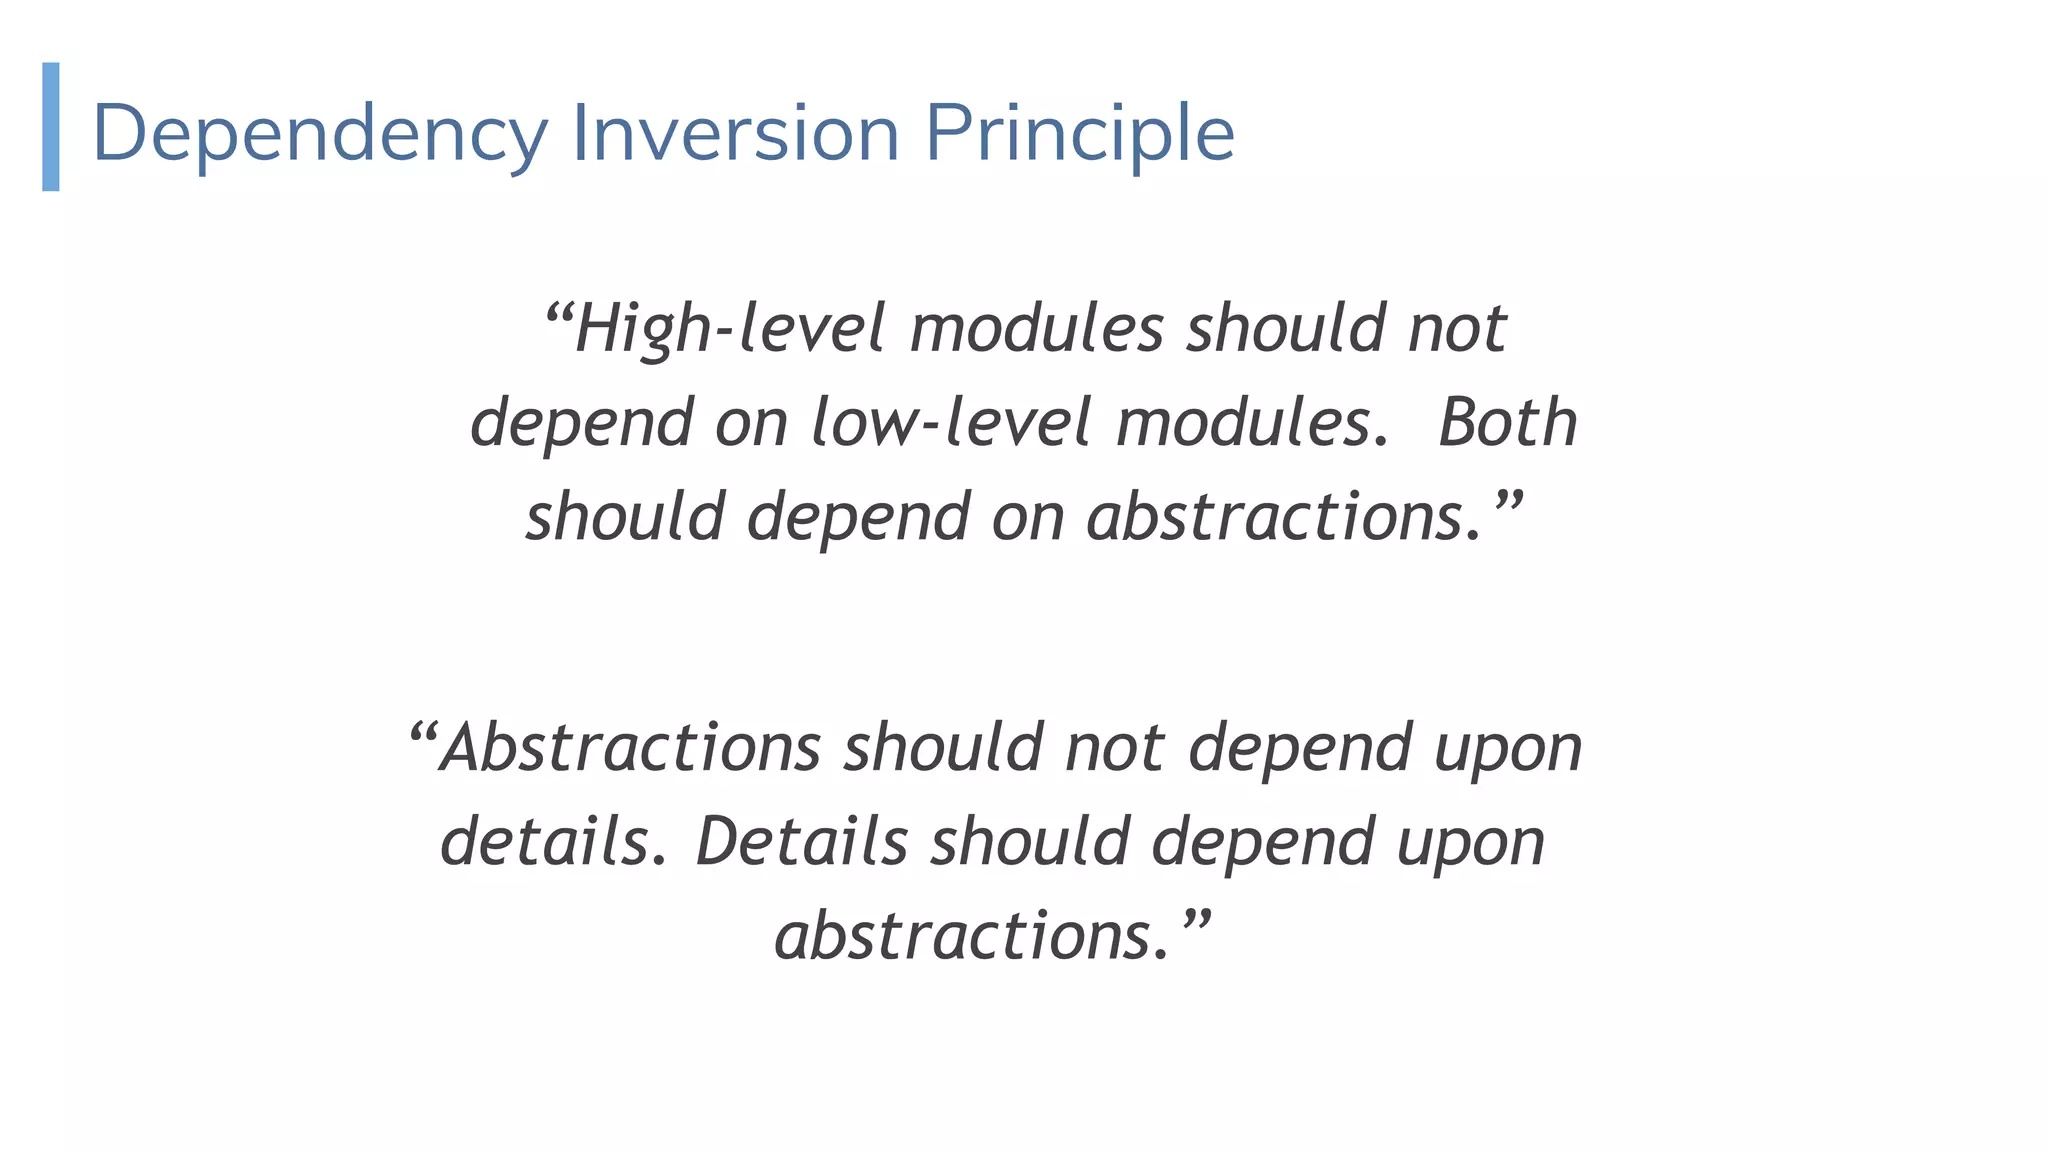 Dependency Inversion Principle
“High-level modules should not
depend on low-level modules.  Both
should depend on abstractions.”
“Abstractions should not depend upon
details. Details should depend upon
abstractions.”